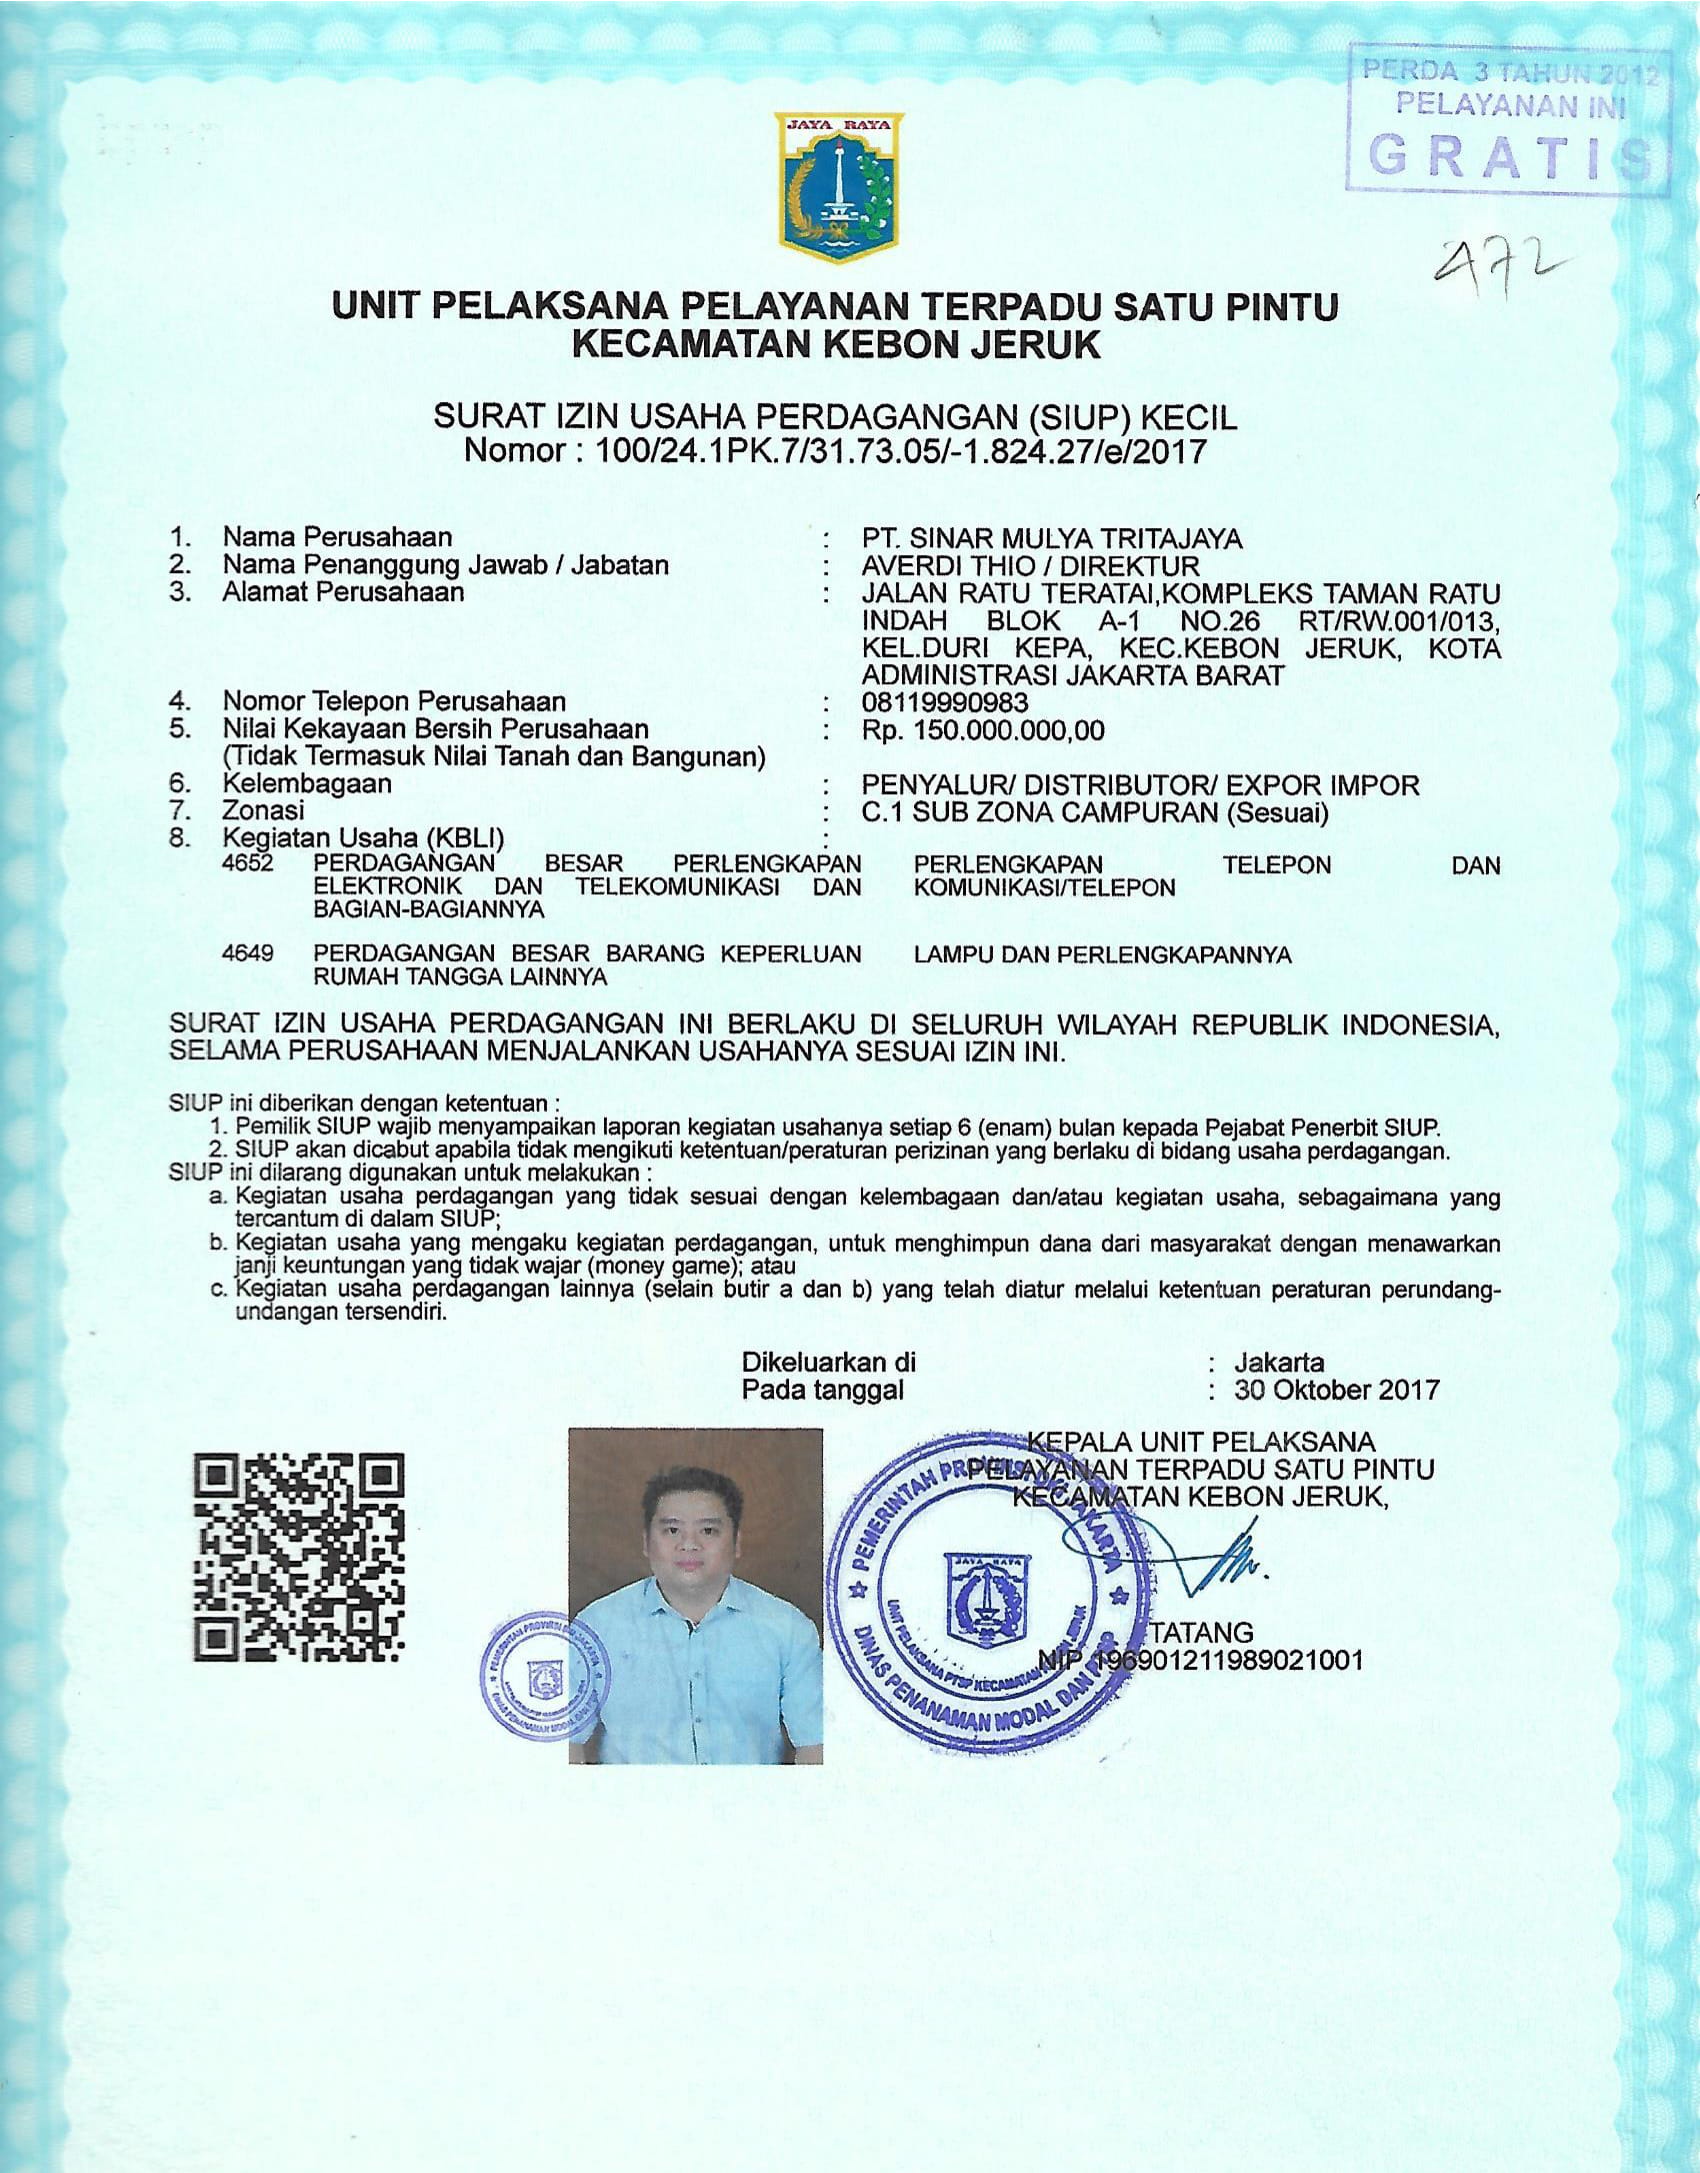 PERDA 3 TAHUN 2012
PELAYANAN INI
GRATIS
JAYA RAYA
472
UNIT PELAKSANA PELAYANAN TERPADU SATU PINTU
KECAMATAN KEBON JERUK
SURAT IZIN USAHA PERDAGANGAN (SIUP) KECIL
Nomor : 100/24.1PK.7/31.73.05/-1.824.27/e/2017
1. Nama Perusahaan : PT. SINAR MULYA TRITAJAYA
2. Nama Penanggung Jawab / Jabatan : AVERDI THIO / DIREKTUR
3. Alamat Perusahaan : JALAN RATU TERATAI,KOMPLEKS TAMAN RATU
INDAH BLOK A-1 NO.26 RT/RW.001/013,
KEL.DURI KEPA, KEC.KEBON JERUK, KOTA
ADMINISTRASI JAKARTA BARAT
4. Nomor Telepon Perusahaan : 08119990983
5. Nilai Kekayaan Bersih Perusahaan : Rp. 150.000.000,00
(Tidak Termasuk Nilai Tanah dan Bangunan)
6. Kelembagaan : PENYALUR/ DISTRIBUTOR/ EXPOR IMPOR
7. Zonasi : C.1 SUB ZONA CAMPURAN (Sesuai)
8. Kegiatan Usaha (KBLI) :
4652 PERDAGANGAN BESAR PERLENGKAPAN PERLENGKAPAN TELEPON DAN
ELEKTRONIK DAN TELEKOMUNIKASI DAN KOMUNIKASI/TELEPON
BAGIAN-BAGIANNYA
4649 PERDAGANGAN BESAR BARANG KEPERLUAN LAMPU DAN PERLENGKAPANNYA
RUMAH TANGGA LAINNYA
SURAT IZIN USAHA PERDAGANGAN INI BERLAKU DI SELURUH WILAYAH REPUBLIK INDONESIA,
SELAMA PERUSAHAAN MENJALANKAN USAHANYA SESUAI IZIN INI.
SIUP ini diberikan dengan ketentuan :
1. Pemilik SIUP wajib menyampaikan laporan kegiatan usahanya setiap 6 (enam) bulan kepada Pejabat Penerbit SIUP.
2. SIUP akan dicabut apabila tidak mengikuti ketentuan/peraturan perizinan yang berlaku di bidang usaha perdagangan.
SIUP ini dilarang digunakan untuk melakukan :
a. Kegiatan usaha perdagangan yang tidak sesuai dengan kelembagaan dan/atau kegiatan usaha, sebagaimana yang
tercantum di dalam SIUP;
b. Kegiatan usaha yang mengaku kegiatan perdagangan, untuk menghimpun dana dari masyarakat dengan menawarkan
janji keuntungan yang tidak wajar (money game); atau
c. Kegiatan usaha perdagangan lainnya (selain butir a dan b) yang telah diatur melalui ketentuan peraturan perundang-
undangan tersendiri.
Dikeluarkan di : Jakarta
Pada tanggal : 30 Oktober 2017
KEPALA UNIT PELAKSANA
PELAYANAN TERPADU SATU PINTU
KECAMATAN KEBON JERUK,
PEMERINTAH PROVINSI DKI JAKARTA
JAYA RAYA
UNIT PELAKSANA PTSP KECAMATAN KEBON JERUK
DINAS PENANAMAN MODAL DAN PTSP
TATANG
NIP 196901211989021001